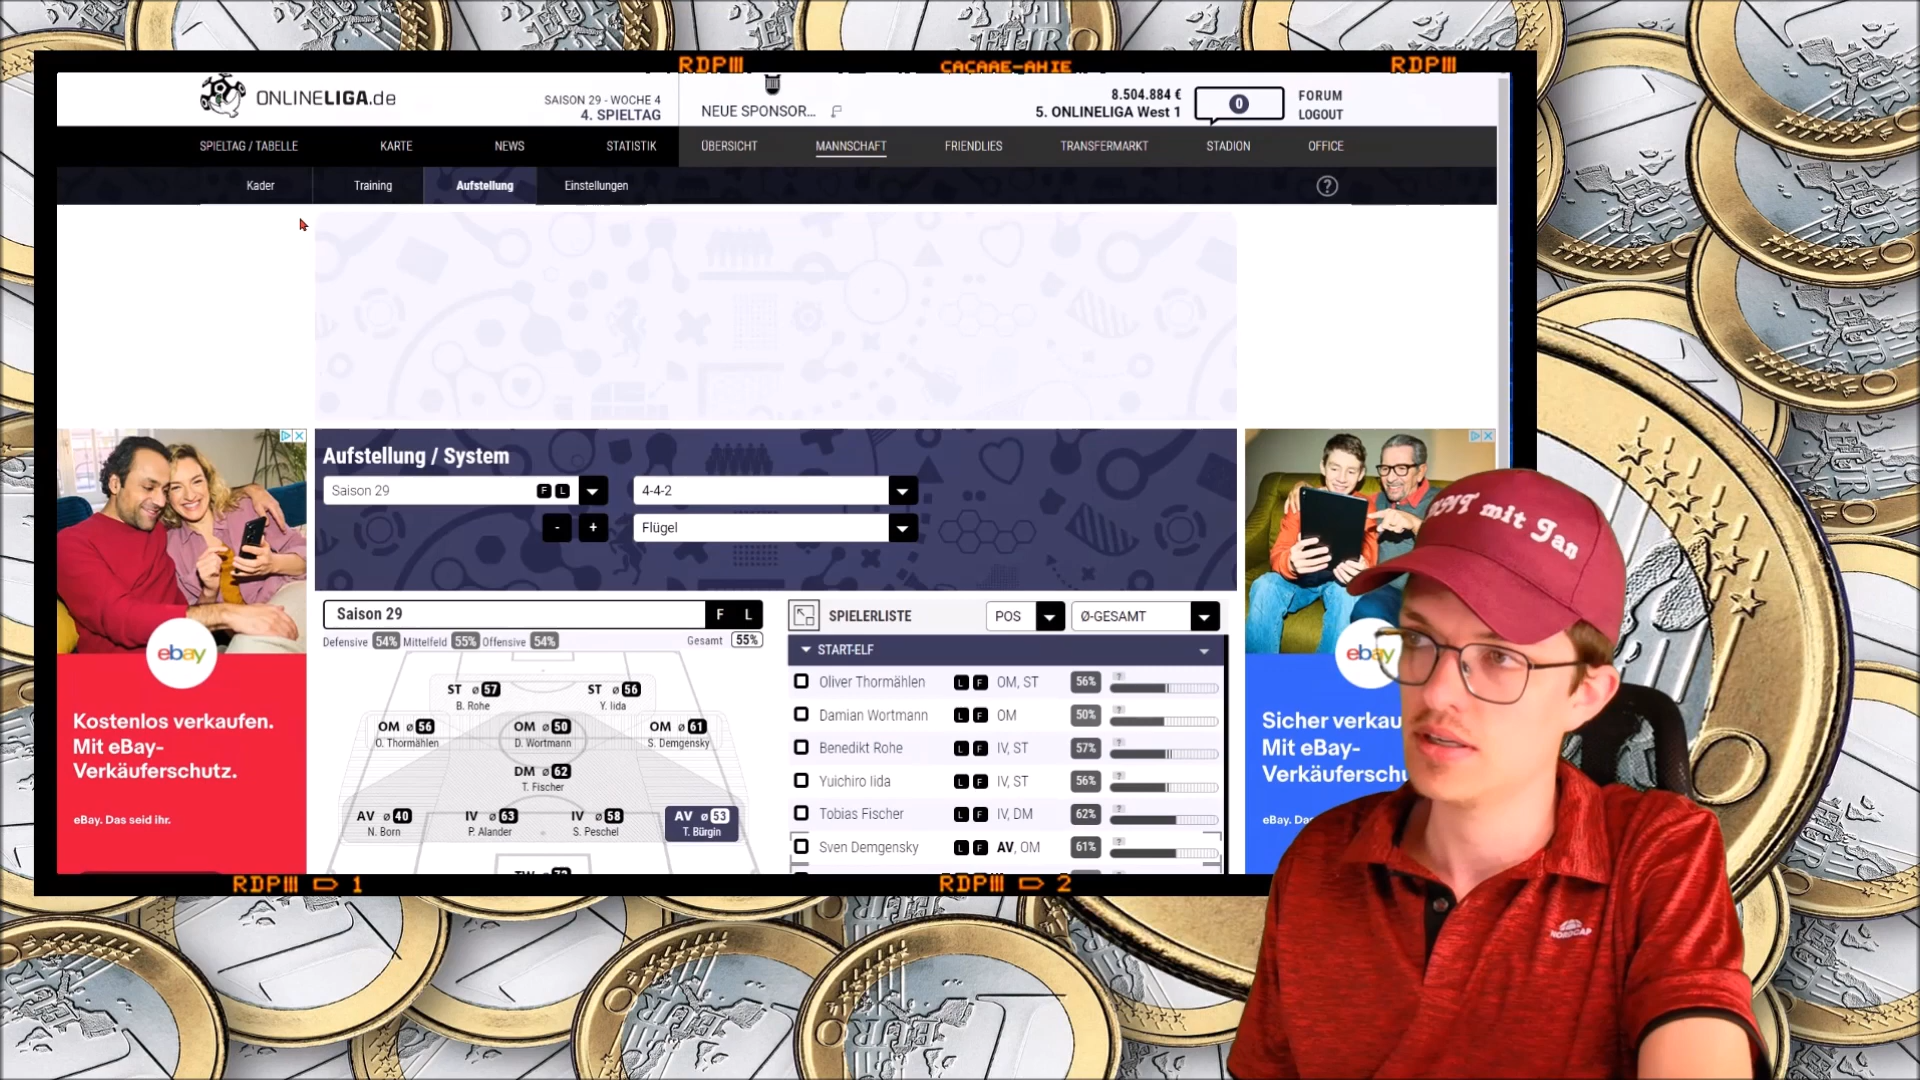 RDPIII
CACAAE-AHIE
RDPIII
ONLINELIGA.de
SAISON 29 - WOCHE 4
4. SPIELTAG
NEUE SPONSOR...
8.504.884 €
5. ONLINELIGA West 1
0
FORUM
LOGOUT
SPIELTAG / TABELLE
KARTE
NEWS
STATISTIK
ÜBERSICHT
MANNSCHAFT
FRIENDLIES
TRANSFERMARKT
STADION
OFFICE
Kader
Training
Aufstellung
Einstellungen
?
Aufstellung / System
Saison 29 F L
4-4-2
- +
Flügel
Saison 29 F L
Defensive 54% Mittelfeld 55% Offensive 54% Gesamt 55%
ST ø 57
B. Rohe
ST ø 56
Y. Iida
OM ø 56
O. Thormählen
OM ø 50
D. Wortmann
OM ø 61
S. Demgensky
DM ø 62
T. Fischer
AV ø 40
N. Born
IV ø 63
P. Alander
IV ø 58
S. Peschel
AV ø 53
T. Bürgin
SPIELERLISTE
POS
Ø-GESAMT
START-ELF
Oliver Thormählen L F OM, ST 56% ?
Damian Wortmann L F OM 50% ?
Benedikt Rohe L F IV, ST 57% ?
Yuichiro Iida L F IV, ST 56% ?
Tobias Fischer L F IV, DM 62% ?
Sven Demgensky L F AV, OM 61% ?
ebay
Kostenlos verkaufen.
Mit eBay-
Verkäuferschutz.
eBay. Das seid ihr.
ebay
Sicher verkau
Mit eBay-
Verkäuferschu
eBay. Das
mit Jan
NORDCAP
RDPIII 1
RDPIII 2